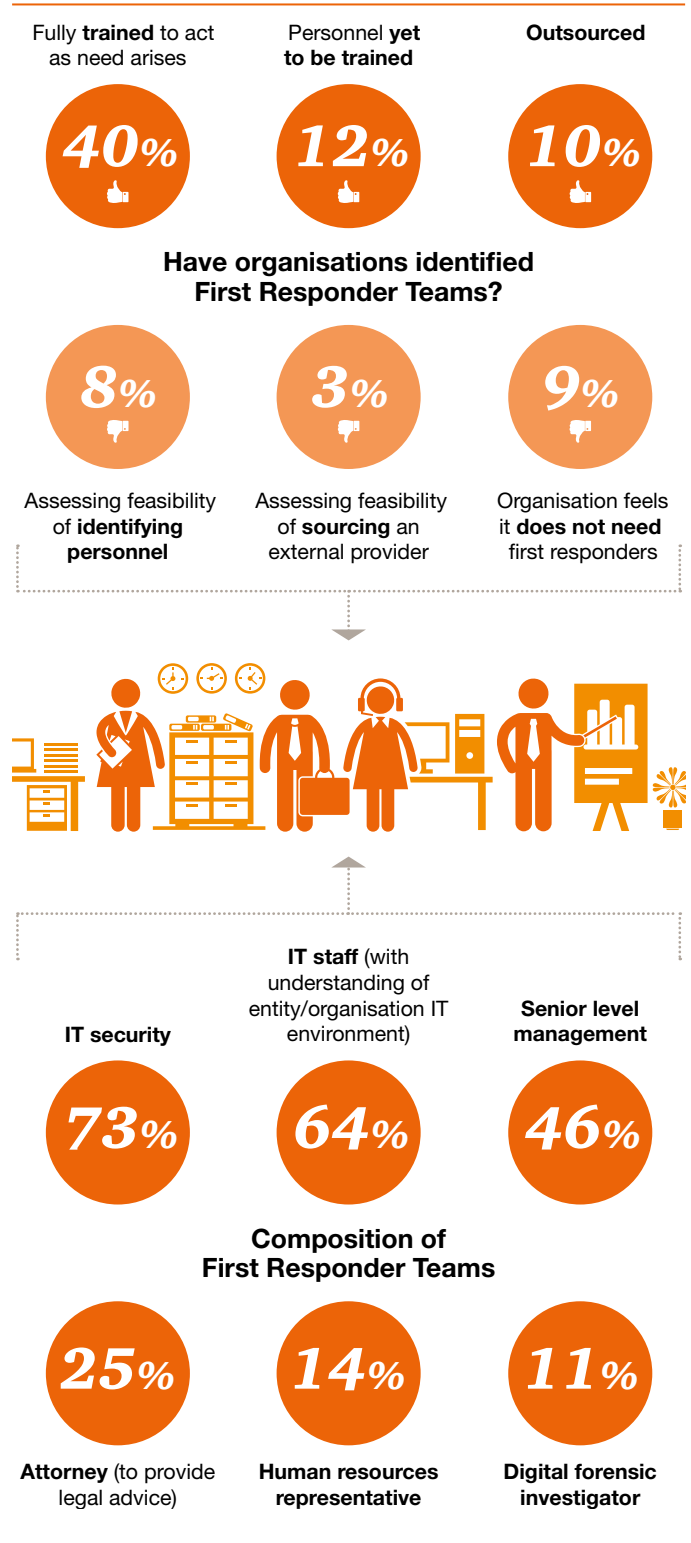 Fully trained to act
as need arises
Personnel yet
to be trained
Outsourced
40%
12%
10%
Have organisations identified
First Responder Teams?
8%
3%
9%
Assessing feasibility
of identifying
personnel
Assessing feasibility
of sourcing an
external provider
Organisation feels
it does not need
first responders
IT security
IT staff (with
understanding of
entity/organisation IT
environment)
Senior level
management
73%
64%
46%
Composition of
First Responder Teams
25%
14%
11%
Attorney (to provide
legal advice)
Human resources
representative
Digital forensic
investigator